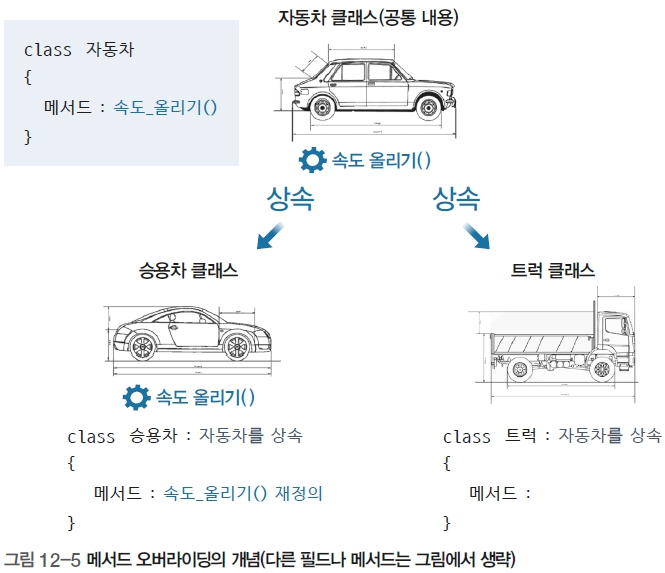 자동차 클래스(공통 내용)
class 자동차
{
메서드 : 속도_올리기()
}
속도 올리기()
상속
상속
승용차 클래스
트럭 클래스
속도 올리기()
class 승용차 : 자동차를 상속
{
메서드 : 속도_올리기() 재정의
}
class 트럭 : 자동차를 상속
{
메서드 :
}
그림 12-5 메서드 오버라이딩의 개념(다른 필드나 메서드는 그림에서 생략)